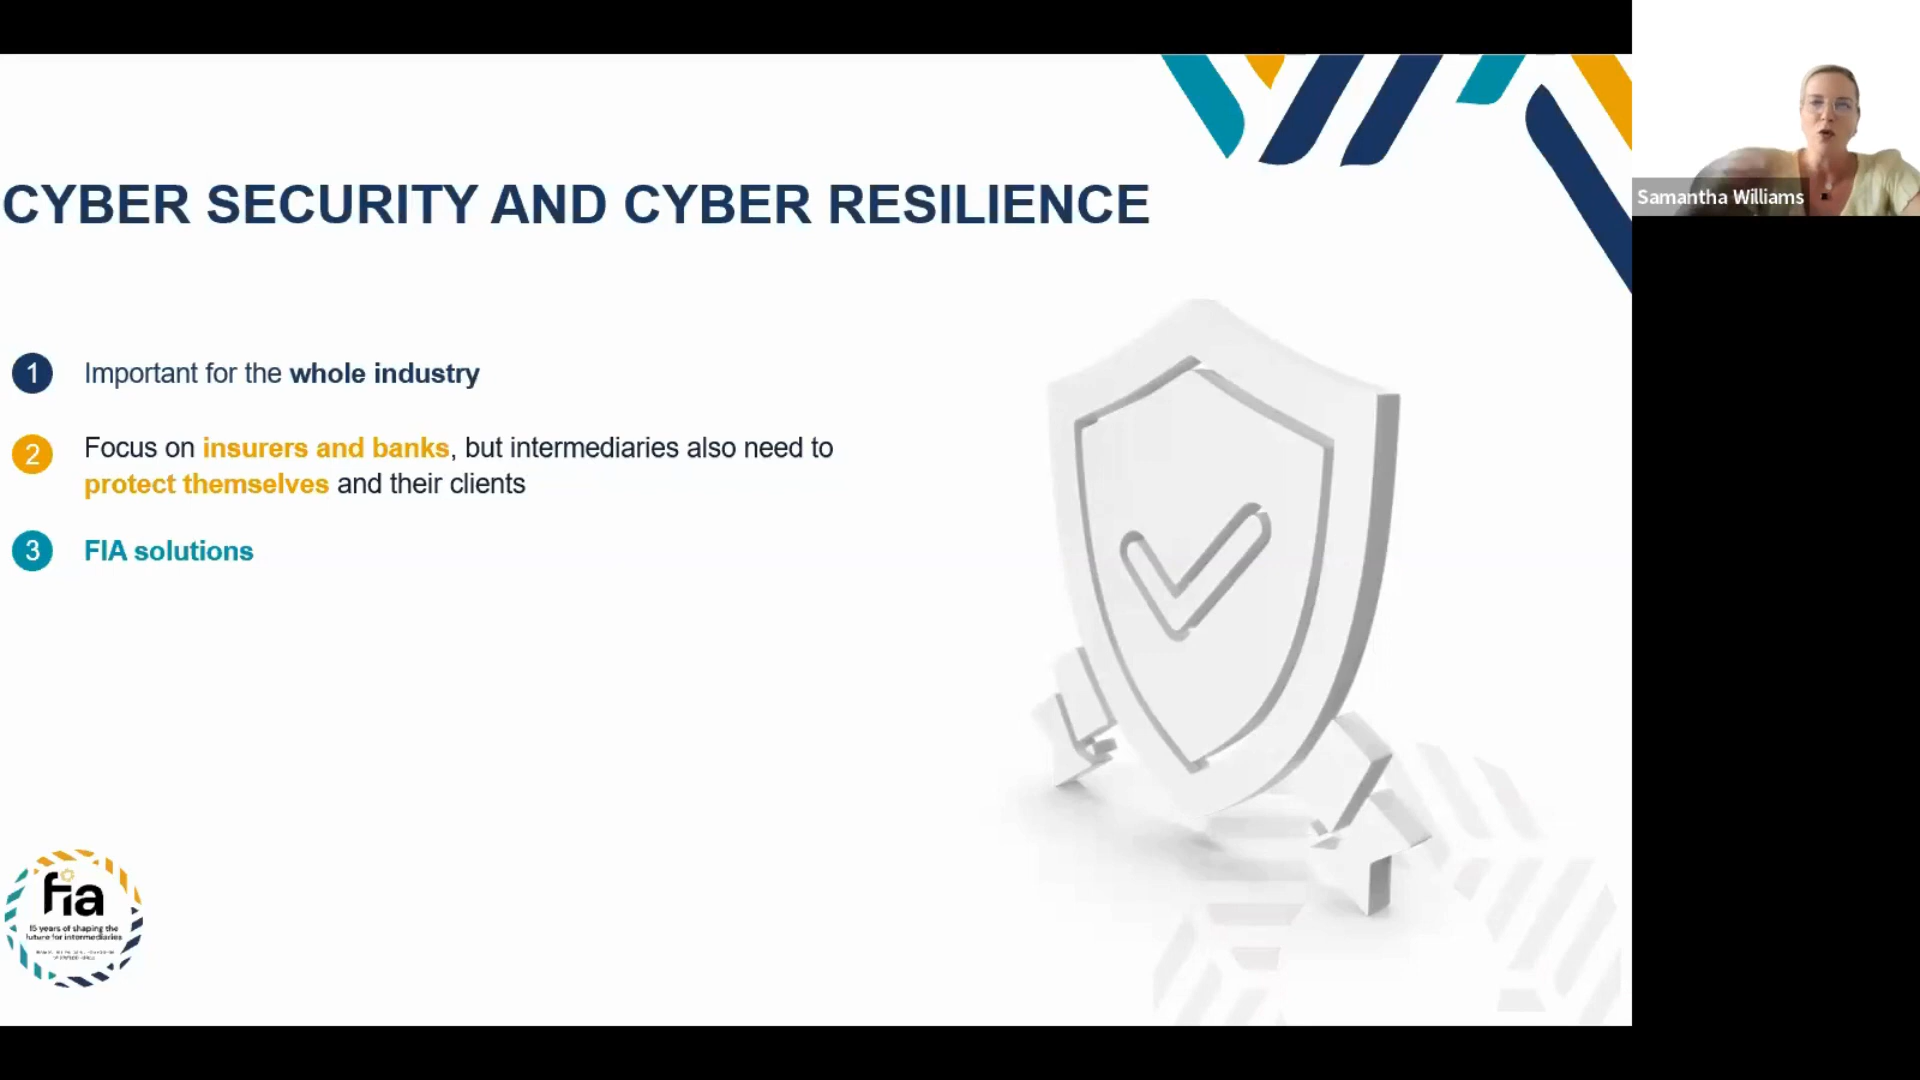 CYBER SECURITY AND CYBER RESILIENCE
Samantha Williams
1 Important for the whole industry
2 Focus on insurers and banks, but intermediaries also need to
protect themselves and their clients
3 FIA solutions
fia
15 years of shaping the
future for intermediaries